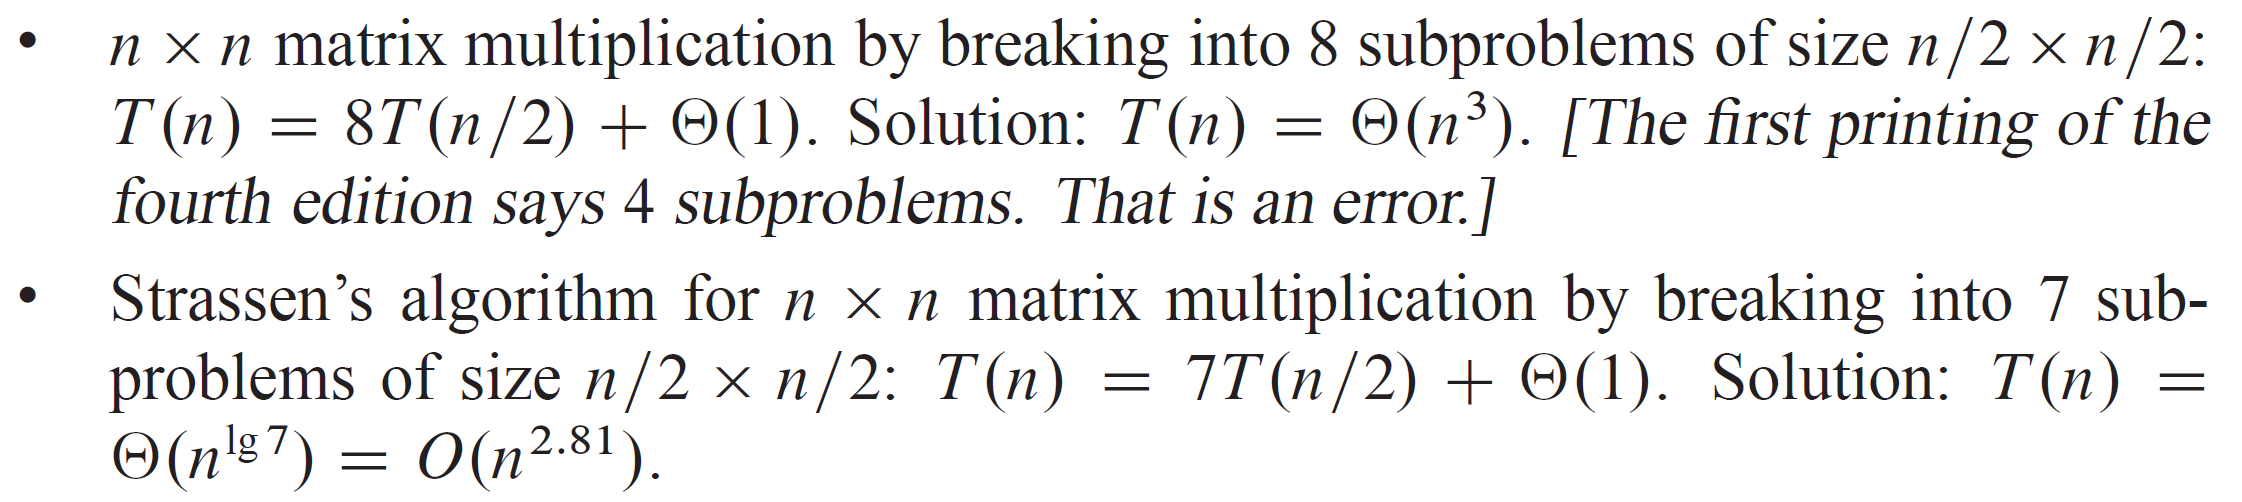 • n × n matrix multiplication by breaking into 8 subproblems of size n/2 × n/2:
T(n) = 8T(n/2) + Θ(1). Solution: T(n) = Θ(n³). [The first printing of the
fourth edition says 4 subproblems. That is an error.]
• Strassen’s algorithm for n × n matrix multiplication by breaking into 7 sub-
problems of size n/2 × n/2: T(n) = 7T(n/2) + Θ(1). Solution: T(n) =
Θ(n^{lg 7}) = O(n^{2.81}).